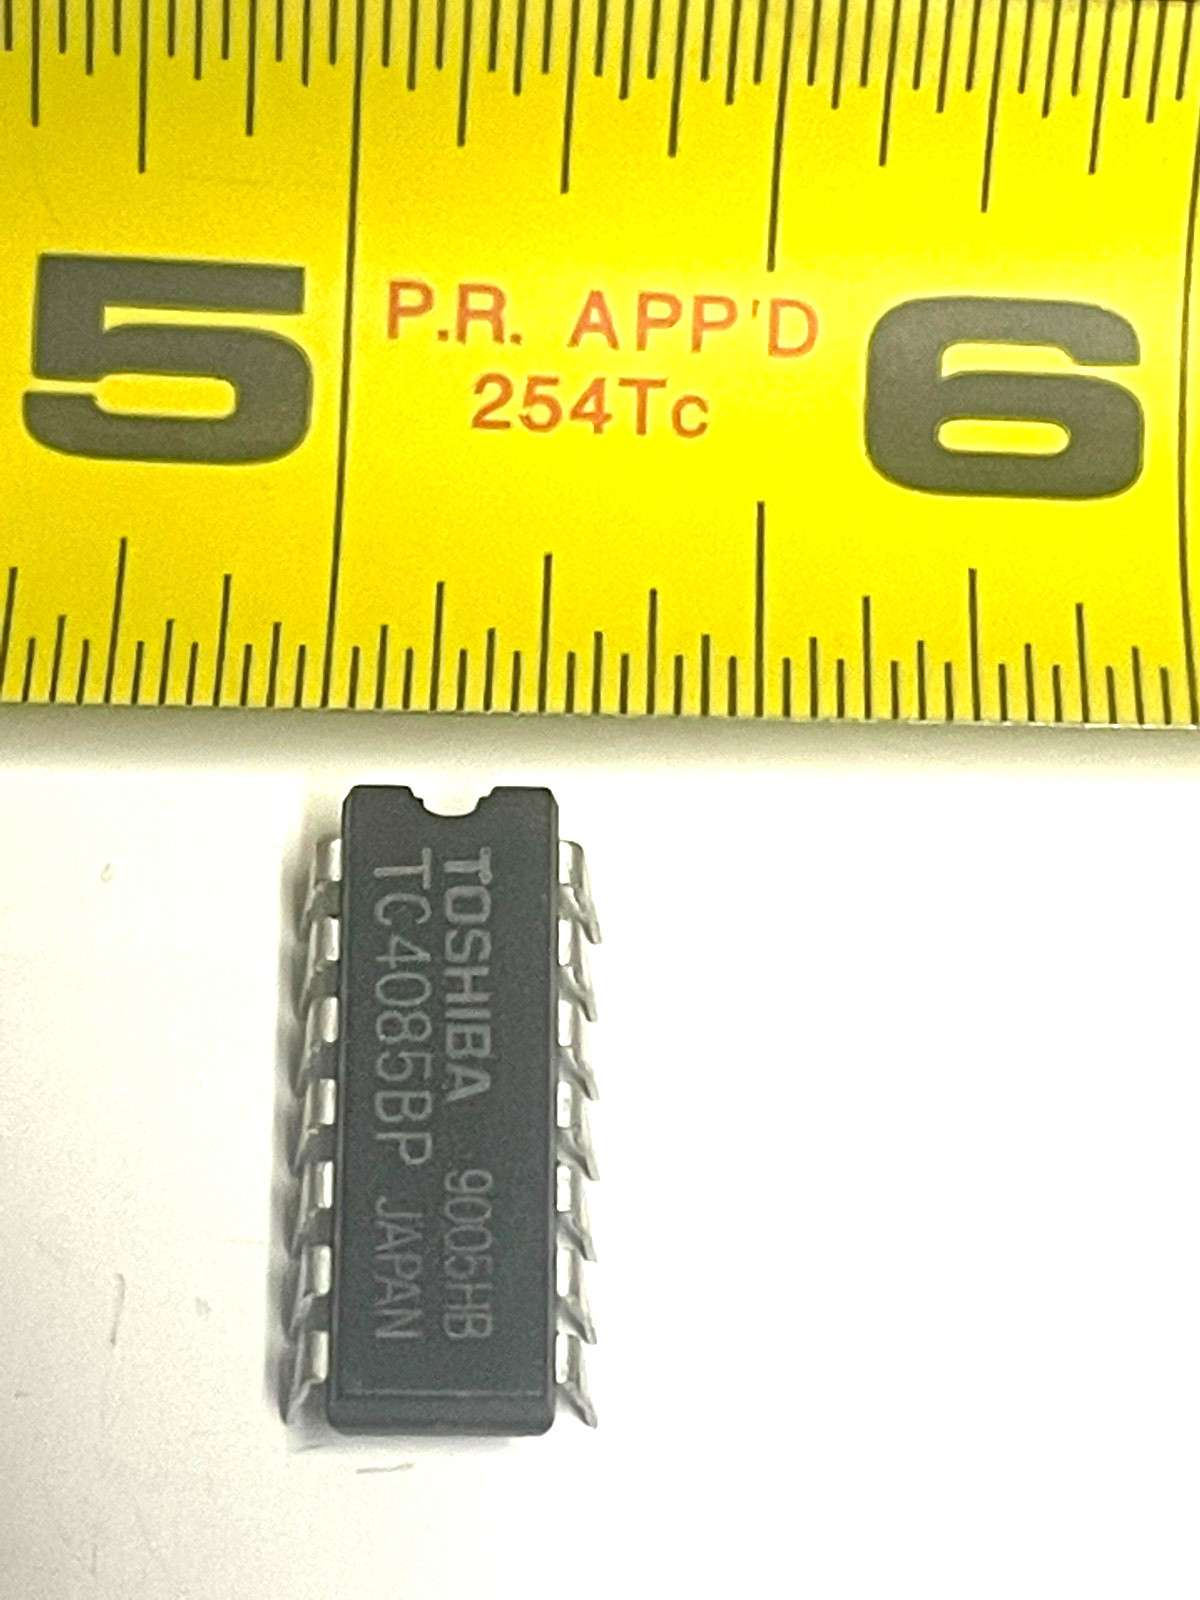 5
P.R. APP'D
254Tc
6
TOSHIBA 9005HB
TC4085BP JAPAN